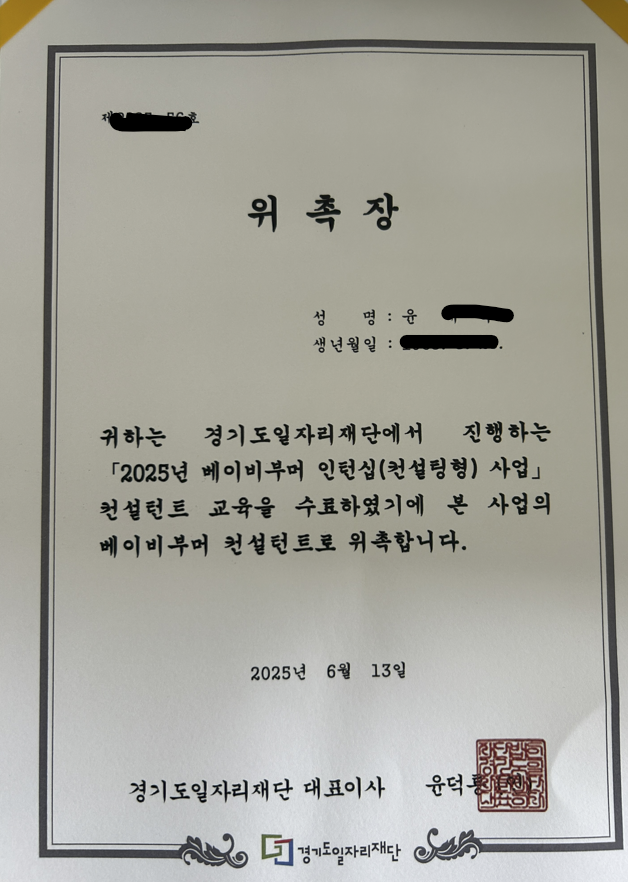 위촉장
성 명 : 윤
생년월일 :
귀하는 경기도일자리재단에서 진행하는
「2025년 베이비부머 인턴십(컨설팅형) 사업」
컨설턴트 교육을 수료하였기에 본 사업의
베이비부머 컨설턴트로 위촉합니다.
2025년 6월 13일
경기도일자리재단 대표이사
경기도일자리재단